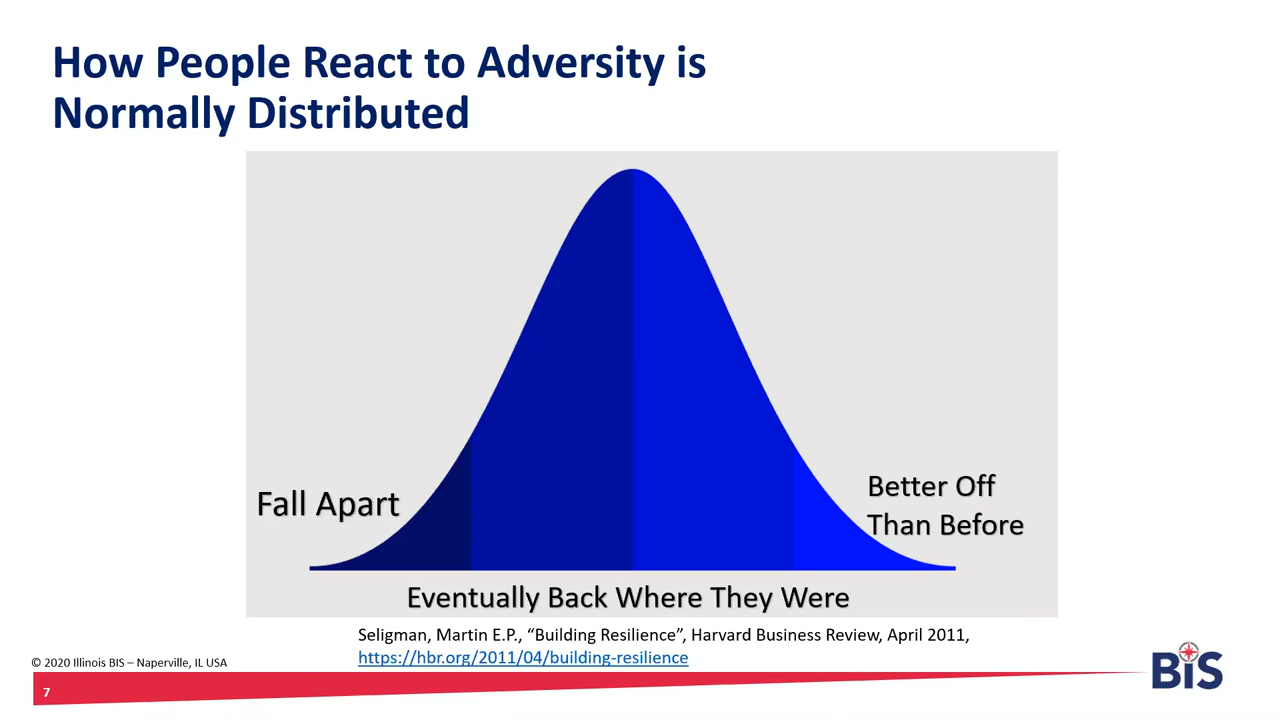 How People React to Adversity is
Normally Distributed
Fall Apart
Better Off
Than Before
Eventually Back Where They Were
Seligman, Martin E.P., “Building Resilience”, Harvard Business Review, April 2011,
https://hbr.org/2011/04/building-resilience
© 2020 Illinois BIS – Naperville, IL USA
7
BiS